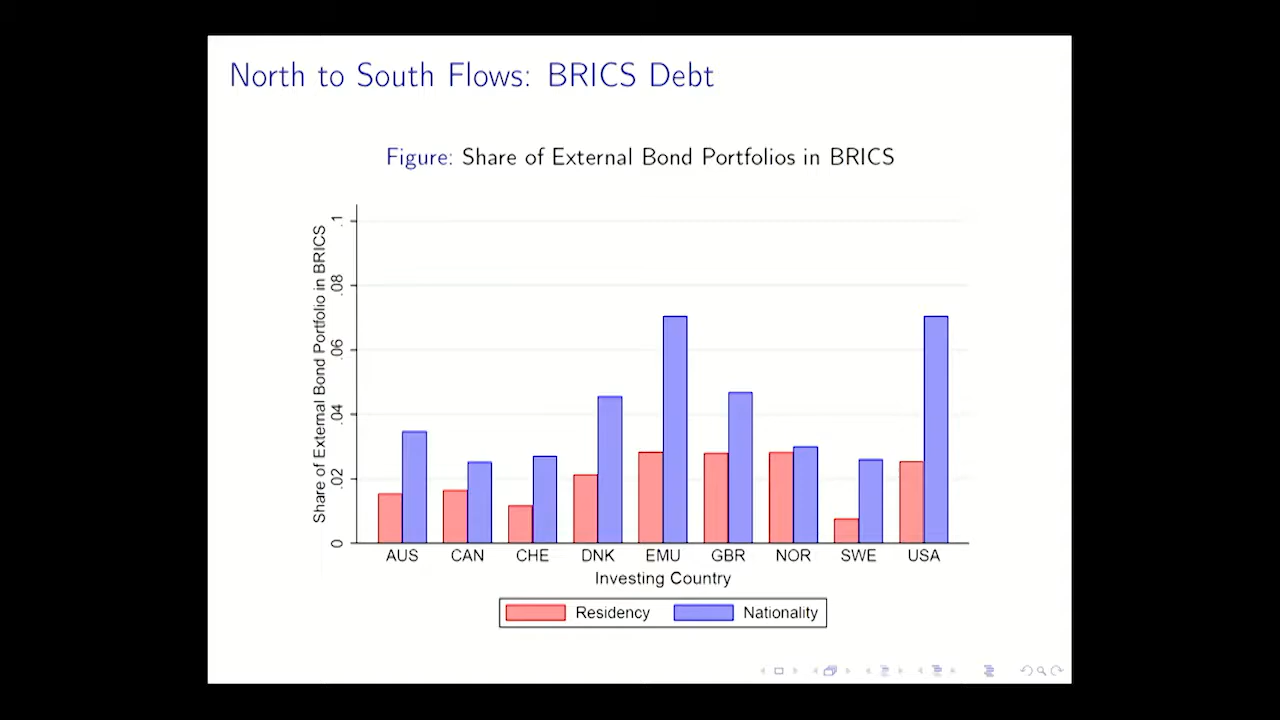 North to South Flows: BRICS Debt
Figure: Share of External Bond Portfolios in BRICS
Share of External Bond Portfolio in BRICS
.1
.08
.06
.04
.02
0
AUS CAN CHE DNK EMU GBR NOR SWE USA
Investing Country
Residency Nationality